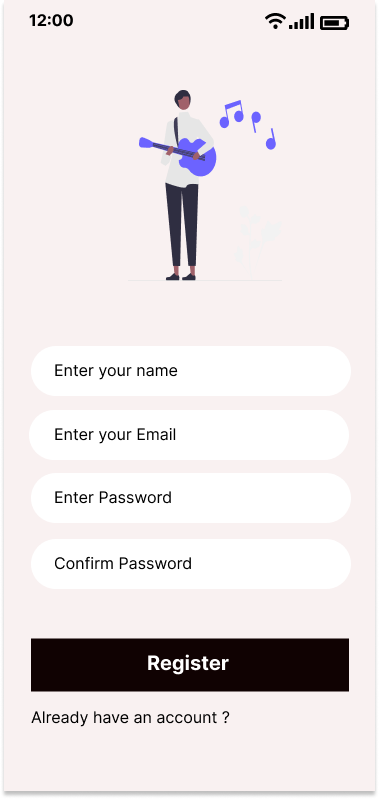 12:00
Enter your name
Enter your Email
Enter Password
Confirm Password
Register
Already have an account ?